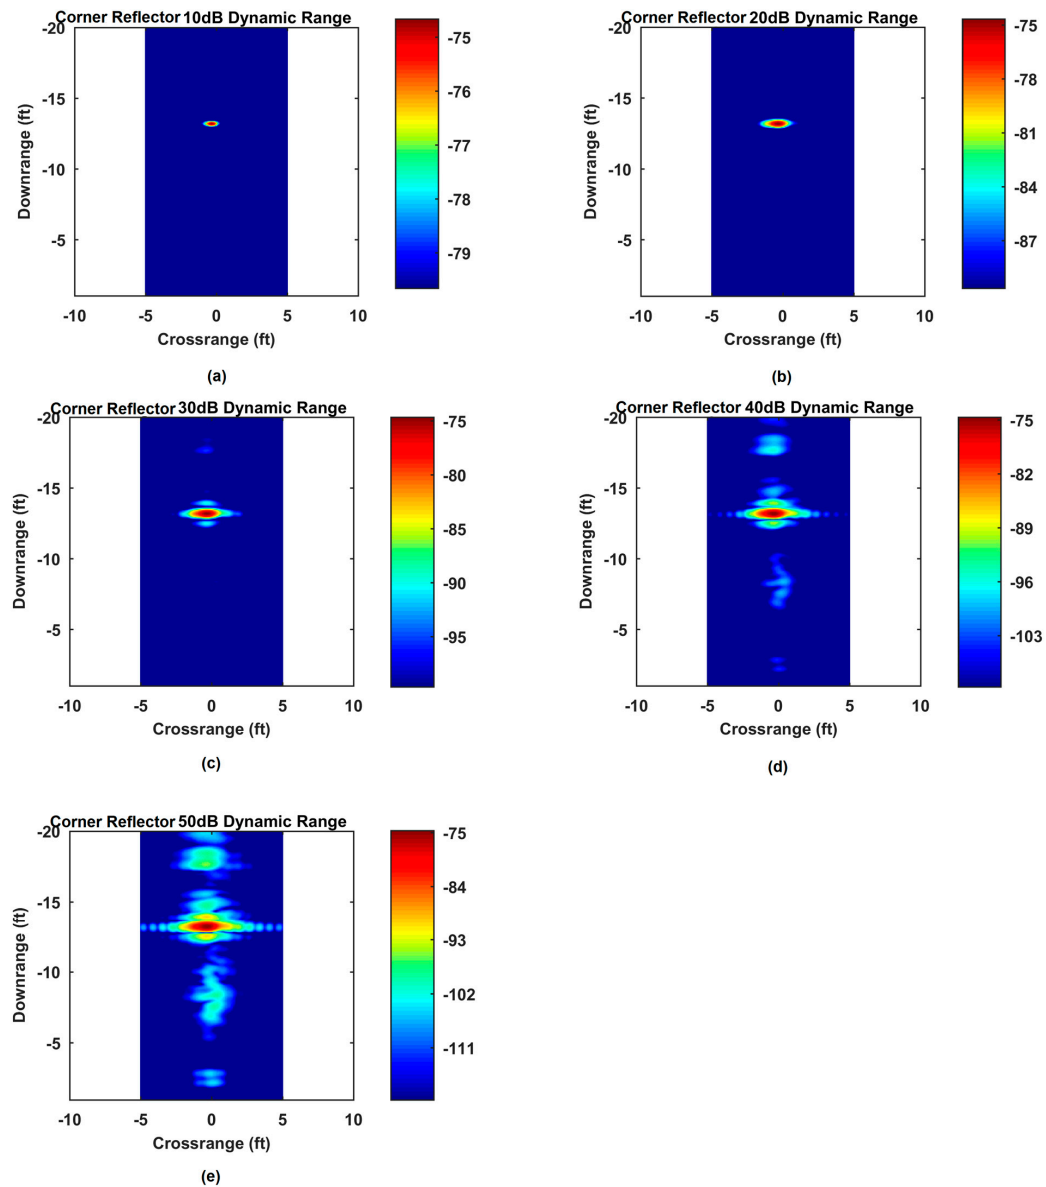 Corner Reflector 10dB Dynamic Range
-20
-15
-10
-5
Downrange (ft)
-10 -5 0 5 10
Crossrange (ft)
-75
-76
-77
-78
-79
(a)
Corner Reflector 20dB Dynamic Range
-20
-15
-10
-5
Downrange (ft)
-10 -5 0 5 10
Crossrange (ft)
-75
-78
-81
-84
-87
(b)
Corner Reflector 30dB Dynamic Range
-20
-15
-10
-5
Downrange (ft)
-10 -5 0 5 10
Crossrange (ft)
-75
-80
-85
-90
-95
(c)
Corner Reflector 40dB Dynamic Range
-20
-15
-10
-5
Downrange (ft)
-10 -5 0 5 10
Crossrange (ft)
-75
-82
-89
-96
-103
(d)
Corner Reflector 50dB Dynamic Range
-20
-15
-10
-5
Downrange (ft)
-10 -5 0 5 10
Crossrange (ft)
-75
-84
-93
-102
-111
(e)